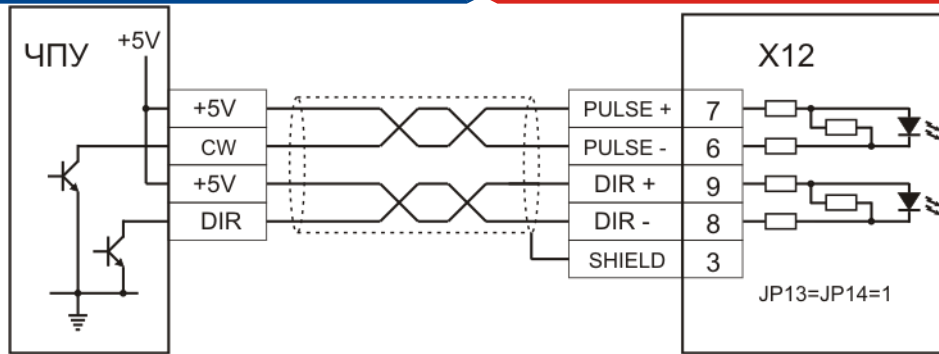 ЧПУ
+5V
X12
+5V
PULSE +
7
CW
PULSE -
6
+5V
DIR +
9
DIR
DIR -
8
SHIELD
3
JP13=JP14=1